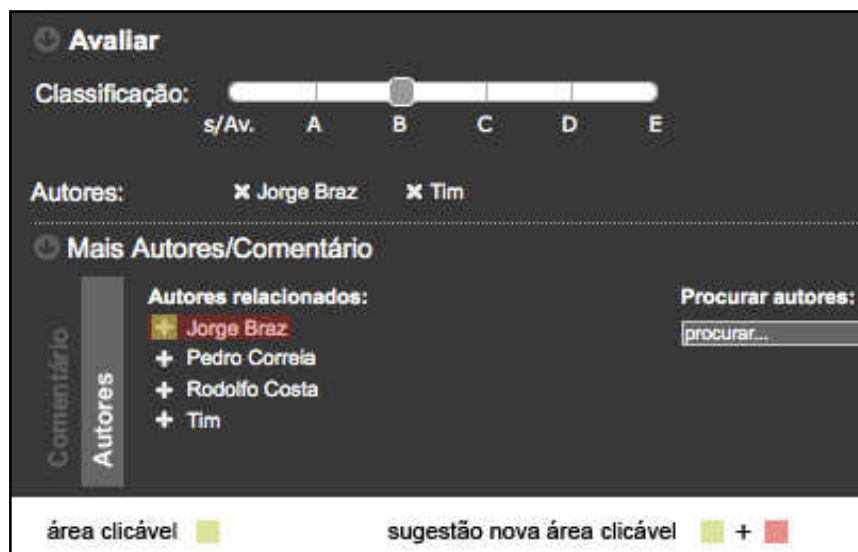 Avaliar
Classificação:
s/Av. A B C D E
Autores: Jorge Braz Tim
Mais Autores/Comentário
Comentário
Autores
Autores relacionados:
Jorge Braz
Pedro Correia
Rodolfo Costa
Tim
Procurar autores:
procurar...
área clicável
sugestão nova área clicável +